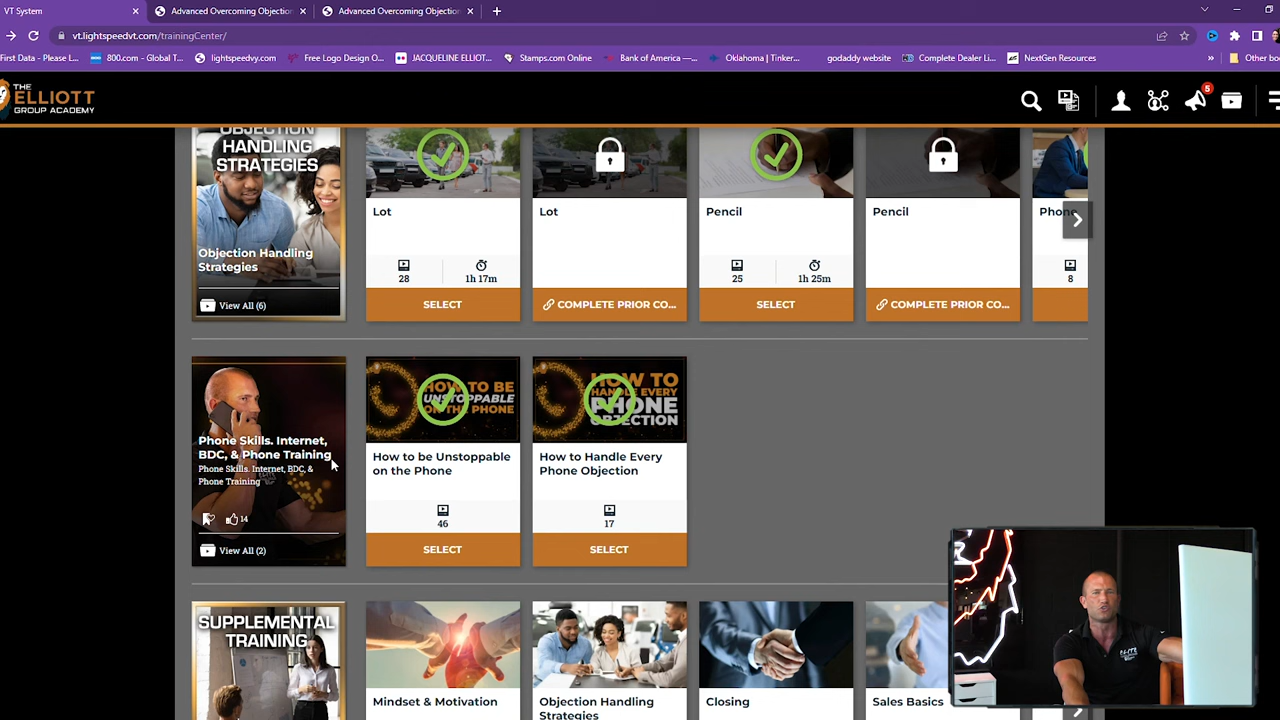 VT System
Advanced Overcoming Objection
Advanced Overcoming Objection
vt.lightspeedvt.com/trainingCenter/
First Data - Please L...
800.com - Global T...
lightspeedvy.com
Free Logo Design O...
JACQUELINE ELLIOT...
Stamps.com Online
Bank of America —...
Oklahoma | Tinker...
godaddy website
Complete Dealer Li...
NextGen Resources
Other bo
THE
ELLIOTT
GROUP ACADEMY
5
OBJECTION
HANDLING
STRATEGIES
Objection Handling
Strategies
View All (6)
Lot
28
1h 17m
SELECT
Lot
COMPLETE PRIOR CO...
Pencil
25
1h 25m
SELECT
Pencil
COMPLETE PRIOR CO...
Phone
8
Phone Skills. Internet,
BDC, & Phone Training
Phone Skills. Internet, BDC, &
Phone Training
14
View All (2)
HOW TO BE
UNSTOPPABLE
ON THE PHONE
How to be Unstoppable
on the Phone
46
SELECT
HOW TO
HANDLE EVERY
PHONE
OBJECTION
How to Handle Every
Phone Objection
17
SELECT
SUPPLEMENTAL
TRAINING
Mindset & Motivation
Objection Handling
Strategies
Closing
Sales Basics